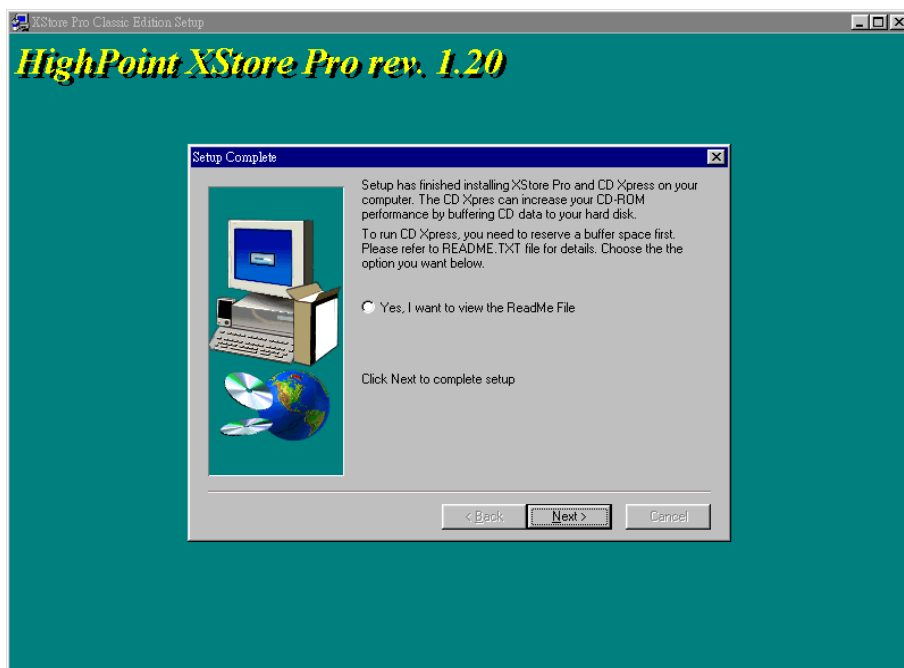 XStore Pro Classic Edition Setup
HighPoint XStore Pro rev. 1.20
Setup Complete
Setup has finished installing XStore Pro and CD Xpress on your
computer. The CD Xpres can increase your CD-ROM
performance by buffering CD data to your hard disk.
To run CD Xpress, you need to reserve a buffer space first.
Please refer to README.TXT file for details. Choose the the
option you want below.
Yes, I want to view the ReadMe File
Click Next to complete setup
< Back
Next >
Cancel